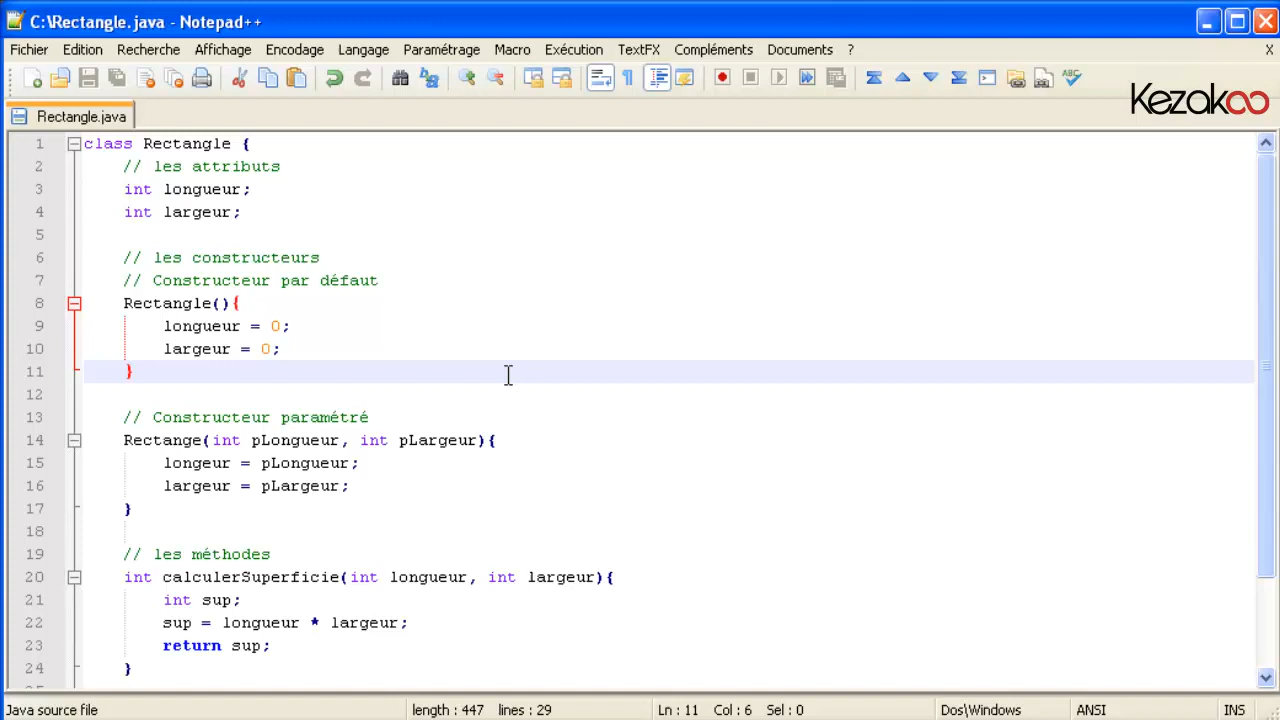 C:\Rectangle.java - Notepad++
Fichier Edition Recherche Affichage Encodage Langage Paramétrage Macro Exécution TextFX Compléments Documents ? X
Kezakoo
Rectangle.java
1 class Rectangle {
2 // les attributs
3 int longueur;
4 int largeur;
5
6 // les constructeurs
7 // Constructeur par défaut
8 Rectangle(){
9 longueur = 0;
10 largeur = 0;
11 }
12
13 // Constructeur paramétré
14 Rectange(int pLongueur, int pLargeur){
15 longeur = pLongueur;
16 largeur = pLargeur;
17 }
18
19 // les méthodes
20 int calculerSuperficie(int longueur, int largeur){
21 int sup;
22 sup = longueur * largeur;
23 return sup;
24 }
Java source file length : 447 lines : 29 Ln : 11 Col : 6 Sel : 0 Dos\Windows ANSI INS